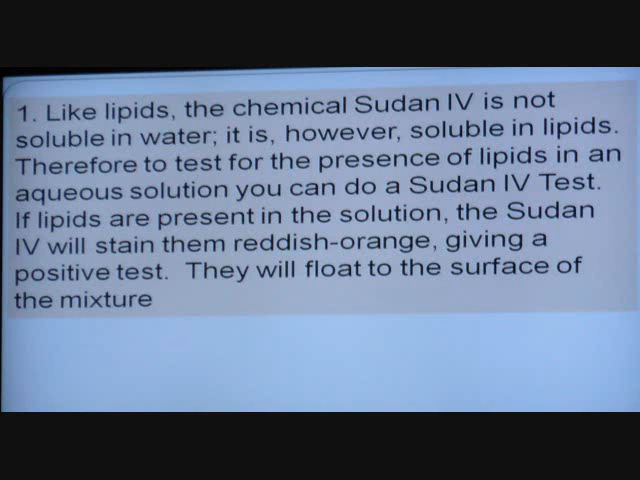 1. Like lipids, the chemical Sudan IV is not
soluble in water; it is, however, soluble in lipids.
Therefore to test for the presence of lipids in an
aqueous solution you can do a Sudan IV Test.
If lipids are present in the solution, the Sudan
IV will stain them reddish-orange, giving a
positive test.  They will float to the surface of
the mixture